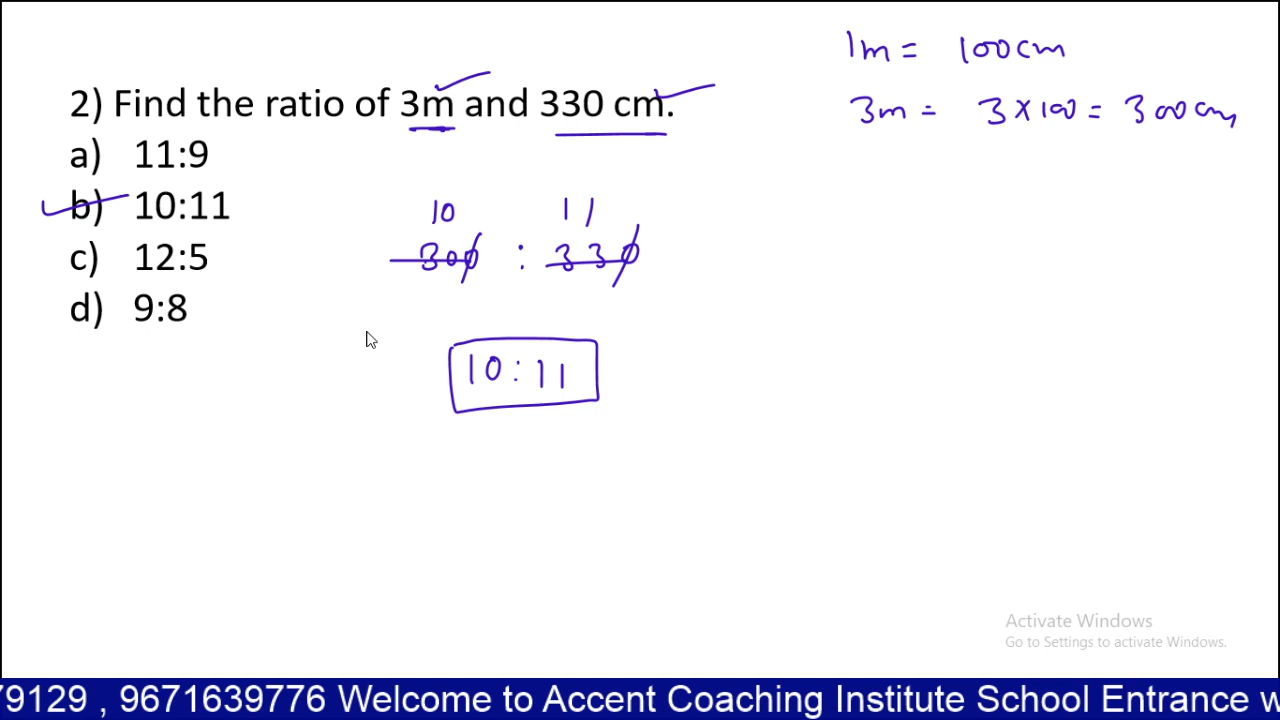 1m = 100cm
2) Find the ratio of 3m and 330 cm.
3m = 3×100 = 300cm
a) 11:9
b) 10:11
c) 12:5
d) 9:8
10 11
300 : 330
10:11
Activate Windows
Go to Settings to activate Windows.
79129 , 9671639776 Welcome to Accent Coaching Institute School Entrance w